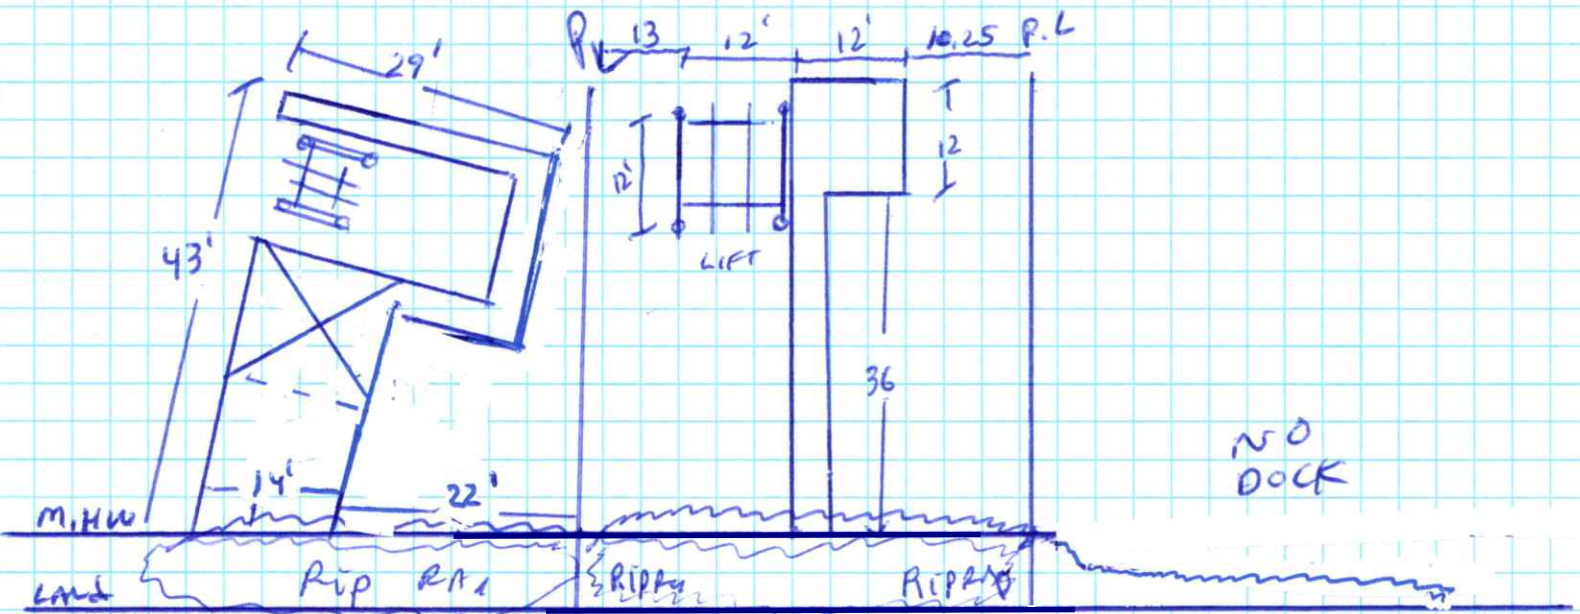 29'
PL 13 12' 12' 10.25 P.L
12'
12
43'
LIFT
36
NO
DOCK
14'
22'
M.HW
Rip RAP
RIPRAP
RIPRAP
LAND